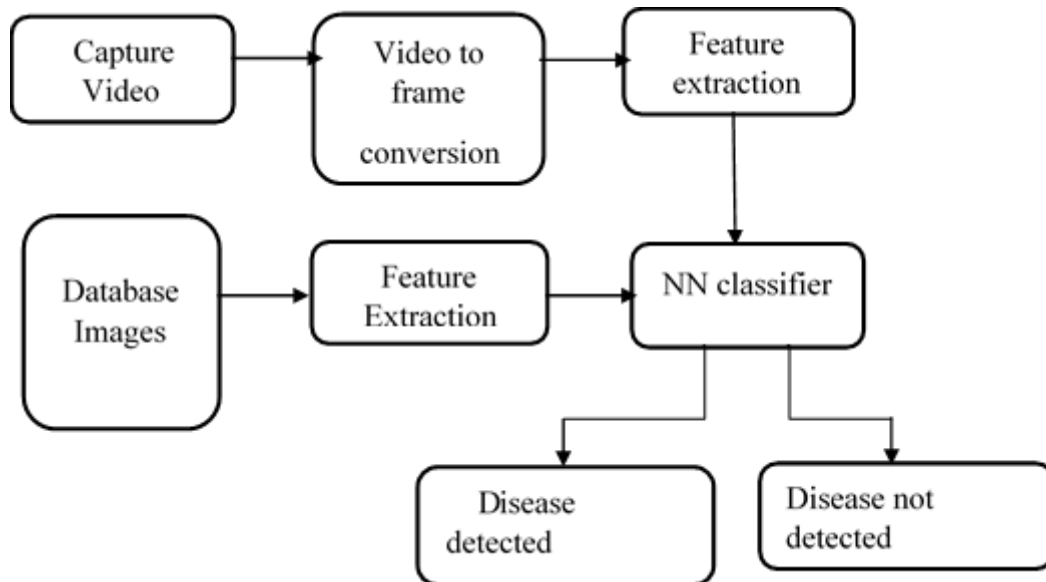 Capture
Video
Video to
frame
conversion
Feature
extraction
Database
Images
Feature
Extraction
NN classifier
Disease
detected
Disease not
detected